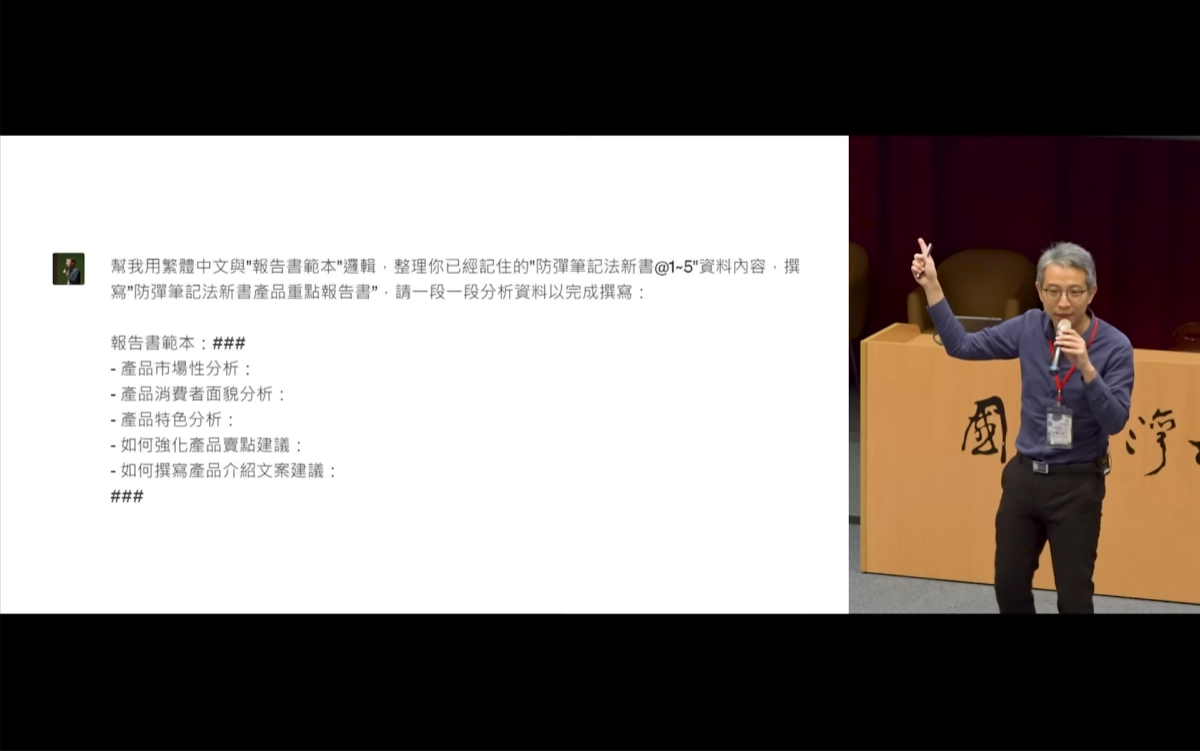 幫我用繁體中文與"報告書範本"邏輯，整理你已經記住的"防彈筆記法新書@1~5"資料內容，撰
寫"防彈筆記法新書產品重點報告書"，請一段一段分析資料以完成撰寫：
報告書範本：###
- 產品市場性分析：
- 產品消費者面貌分析：
- 產品特色分析：
- 如何強化產品賣點建議：
- 如何撰寫產品介紹文案建議：
###
國
灣